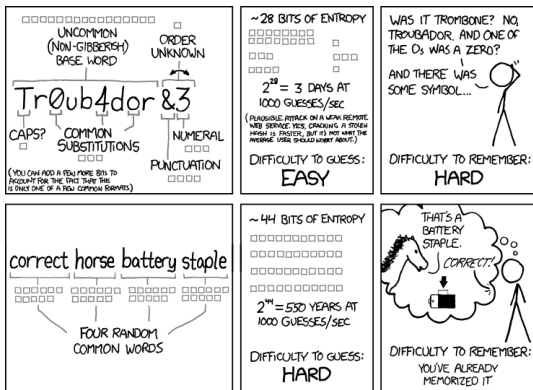 UNCOMMON
(NON-GIBBERISH)
BASE WORD
ORDER
UNKNOWN
Tr0ub4dor &3
CAPS?
COMMON
SUBSTITUTIONS
NUMERAL
PUNCTUATION
(YOU CAN ADD A FEW MORE BITS TO
ACCOUNT FOR THE FACT THAT THIS
IS ONLY ONE OF A FEW COMMON FORMATS.)
~28 BITS OF ENTROPY
2²⁸ = 3 DAYS AT
1000 GUESSES/SEC
(PLAUSIBLE ATTACK ON A WEAK REMOTE
WEB SERVICE. YES, CRACKING A STOLEN
HASH IS FASTER, BUT IT'S NOT WHAT THE
AVERAGE USER SHOULD WORRY ABOUT.)
DIFFICULTY TO GUESS:
EASY
WAS IT TROMBONE? NO,
TROUBADOR. AND ONE OF
THE Os WAS A ZERO?
AND THERE WAS
SOME SYMBOL...
DIFFICULTY TO REMEMBER:
HARD
correct horse battery staple
FOUR RANDOM
COMMON WORDS
~44 BITS OF ENTROPY
2⁴⁴ = 550 YEARS AT
1000 GUESSES/SEC
DIFFICULTY TO GUESS:
HARD
THAT'S A
BATTERY
STAPLE.
CORRECT!
DIFFICULTY TO REMEMBER:
YOU'VE ALREADY
MEMORIZED IT